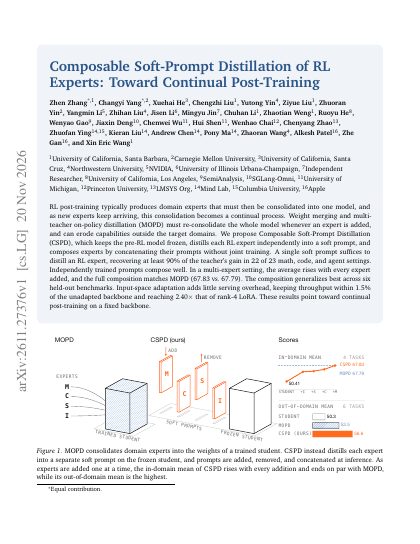 Composable Soft-Prompt Distillation of RL
Experts: Toward Continual Post-Training
Zhen Zhang*,1, Changyi Yang*,2, Xuehai He3, Chengzhi Liu1, Yutong Yin4, Ziyue Liu1, Zhuoran
Yin2, Yangmin Li5, Zhihan Liu4, Jisen Li6, Mingyu Jin7, Chuhan Li1, Zhaotian Weng1, Ruoyu He8,
Wenyao Gao9, Jiaxin Deng10, Chenwei Wu11, Hui Shen11, Wenhao Chai12, Chenyang Zhao13,
Zhuofan Ying14,15, Kieran Liu14, Andrew Chen14, Pony Ma14, Zhaoran Wang4, Alkesh Patel16, Zhe
Gan16, and Xin Eric Wang1
1University of California, Santa Barbara, 2Carnegie Mellon University, 3University of California, Santa
Cruz, 4Northwestern University, 5NVIDIA, 6University of Illinois Urbana-Champaign, 7Independent
Researcher, 8University of California, Los Angeles, 9SemiAnalysis, 10SGLang-Omni, 11University of
Michigan, 12Princeton University, 13LMSYS Org, 14Mind Lab, 15Columbia University, 16Apple
RL post-training typically produces domain experts that must then be consolidated into one model, and
as new experts keep arriving, this consolidation becomes a continual process. Weight merging and multi-
teacher on-policy distillation (MOPD) must re-consolidate the whole model whenever an expert is added,
and can erode capabilities outside the target domains. We propose Composable Soft-Prompt Distillation
(CSPD), which keeps the pre-RL model frozen, distills each RL expert independently into a soft prompt, and
composes experts by concatenating their prompts without joint training. A single soft prompt suffices to
distill an RL expert, recovering at least 90% of the teacher's gain in 22 of 23 math, code, and agent settings.
Independently trained prompts compose well. In a multi-expert setting, the average rises with every expert
added, and the full composition matches MOPD (67.83 vs. 67.79). The composition generalizes best across six
held-out benchmarks. Input-space adaptation adds little serving overhead, keeping throughput within 1.5%
of the unadapted backbone and reaching 2.40× that of rank-4 LoRA. These results point toward continual
post-training on a fixed backbone.
arXiv:2611.27376v1 [cs.LG] 20 Nov 2026
MOPD
CSPD (ours)
Scores
EXPERTS
M
C
S
I
TRAINED STUDENT
ADD
REMOVE
M
C
S
I
SOFT PROMPTS
FROZEN STUDENT
IN-DOMAIN MEAN
4 TASKS
MOPD 67.79
OUT-OF-DOMAIN MEAN
6 TASKS
STUDENT
MOPD
CSPD (OURS)
Figure 1. MOPD consolidates domain experts into the weights of a trained student. CSPD instead distills each expert
into a separate soft prompt on the frozen student, and prompts are added, removed, and concatenated at inference. As
experts are added one at a time, the in-domain mean of CSPD rises with every addition and ends on par with MOPD,
while its out-of-domain mean is the highest.
*Equal contribution.